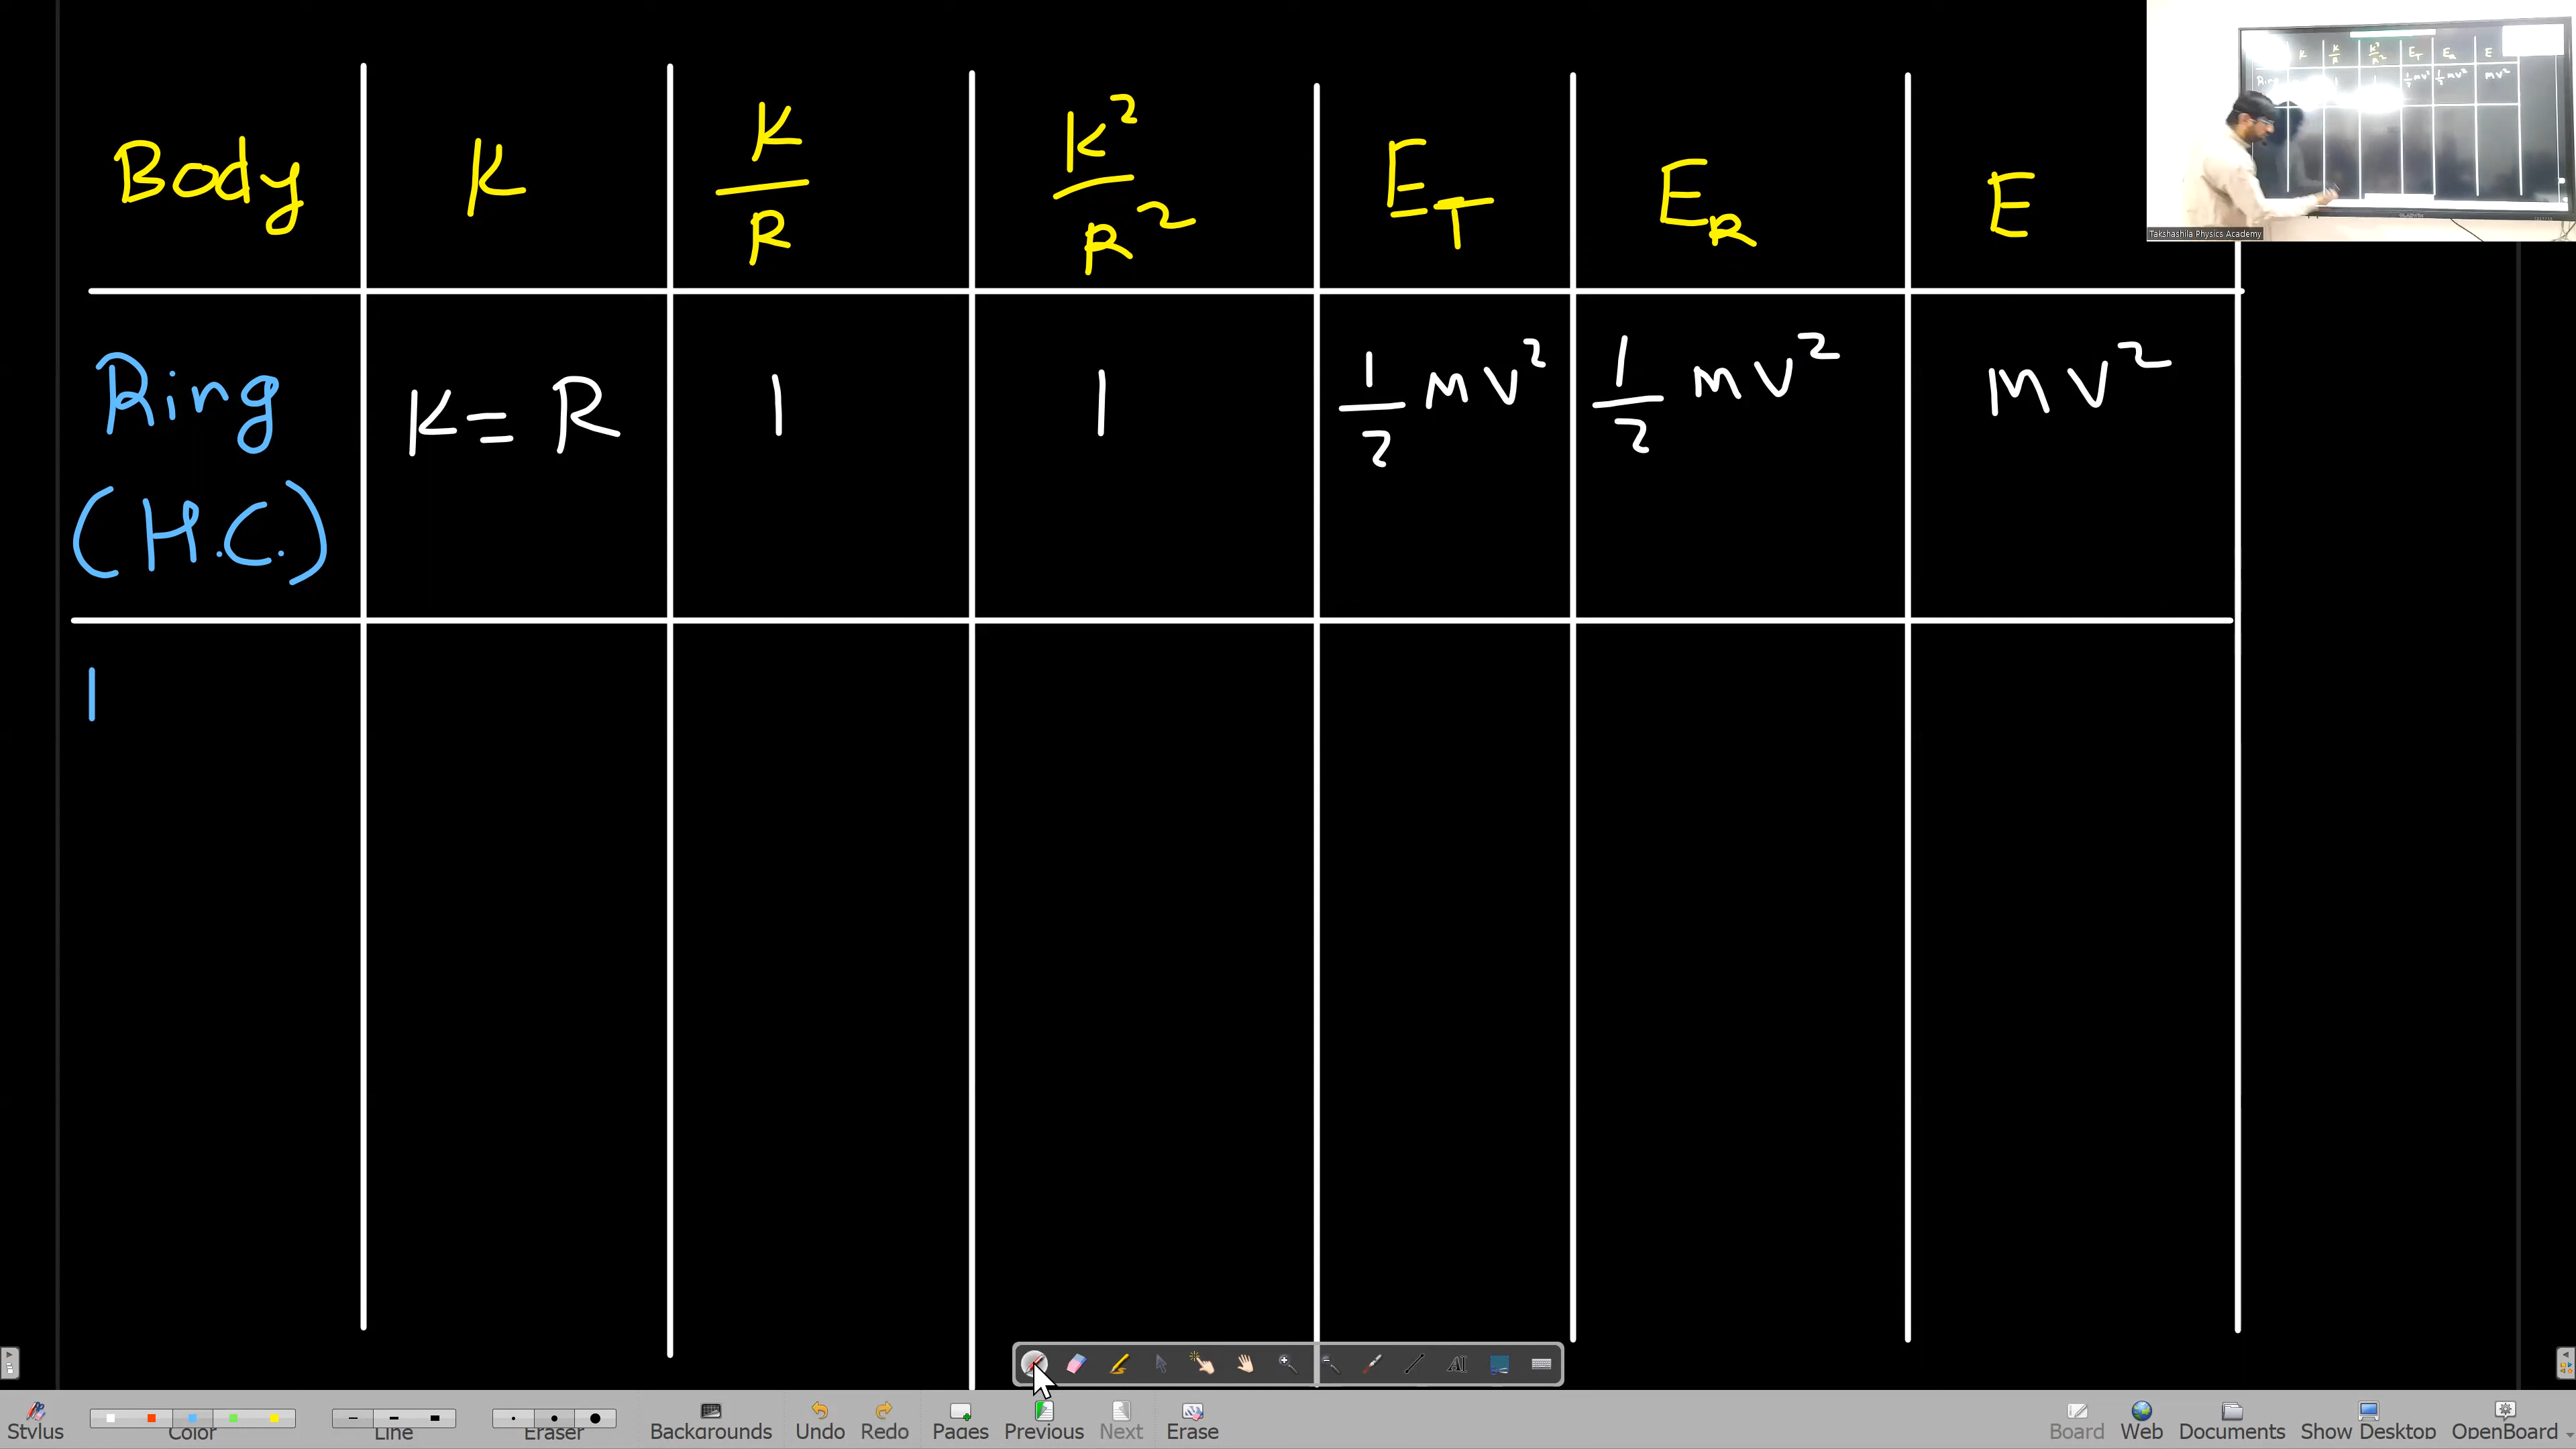 Body K K/R K²/R² E_T E_R E
Ring (H.C.) K = R 1 1 1/2 mv² 1/2 mv² mv²
Takshashila Physics Academy
Stylus Color Line Eraser Backgrounds Undo Redo Pages Previous Next Erase Board Web Documents Show Desktop OpenBoard